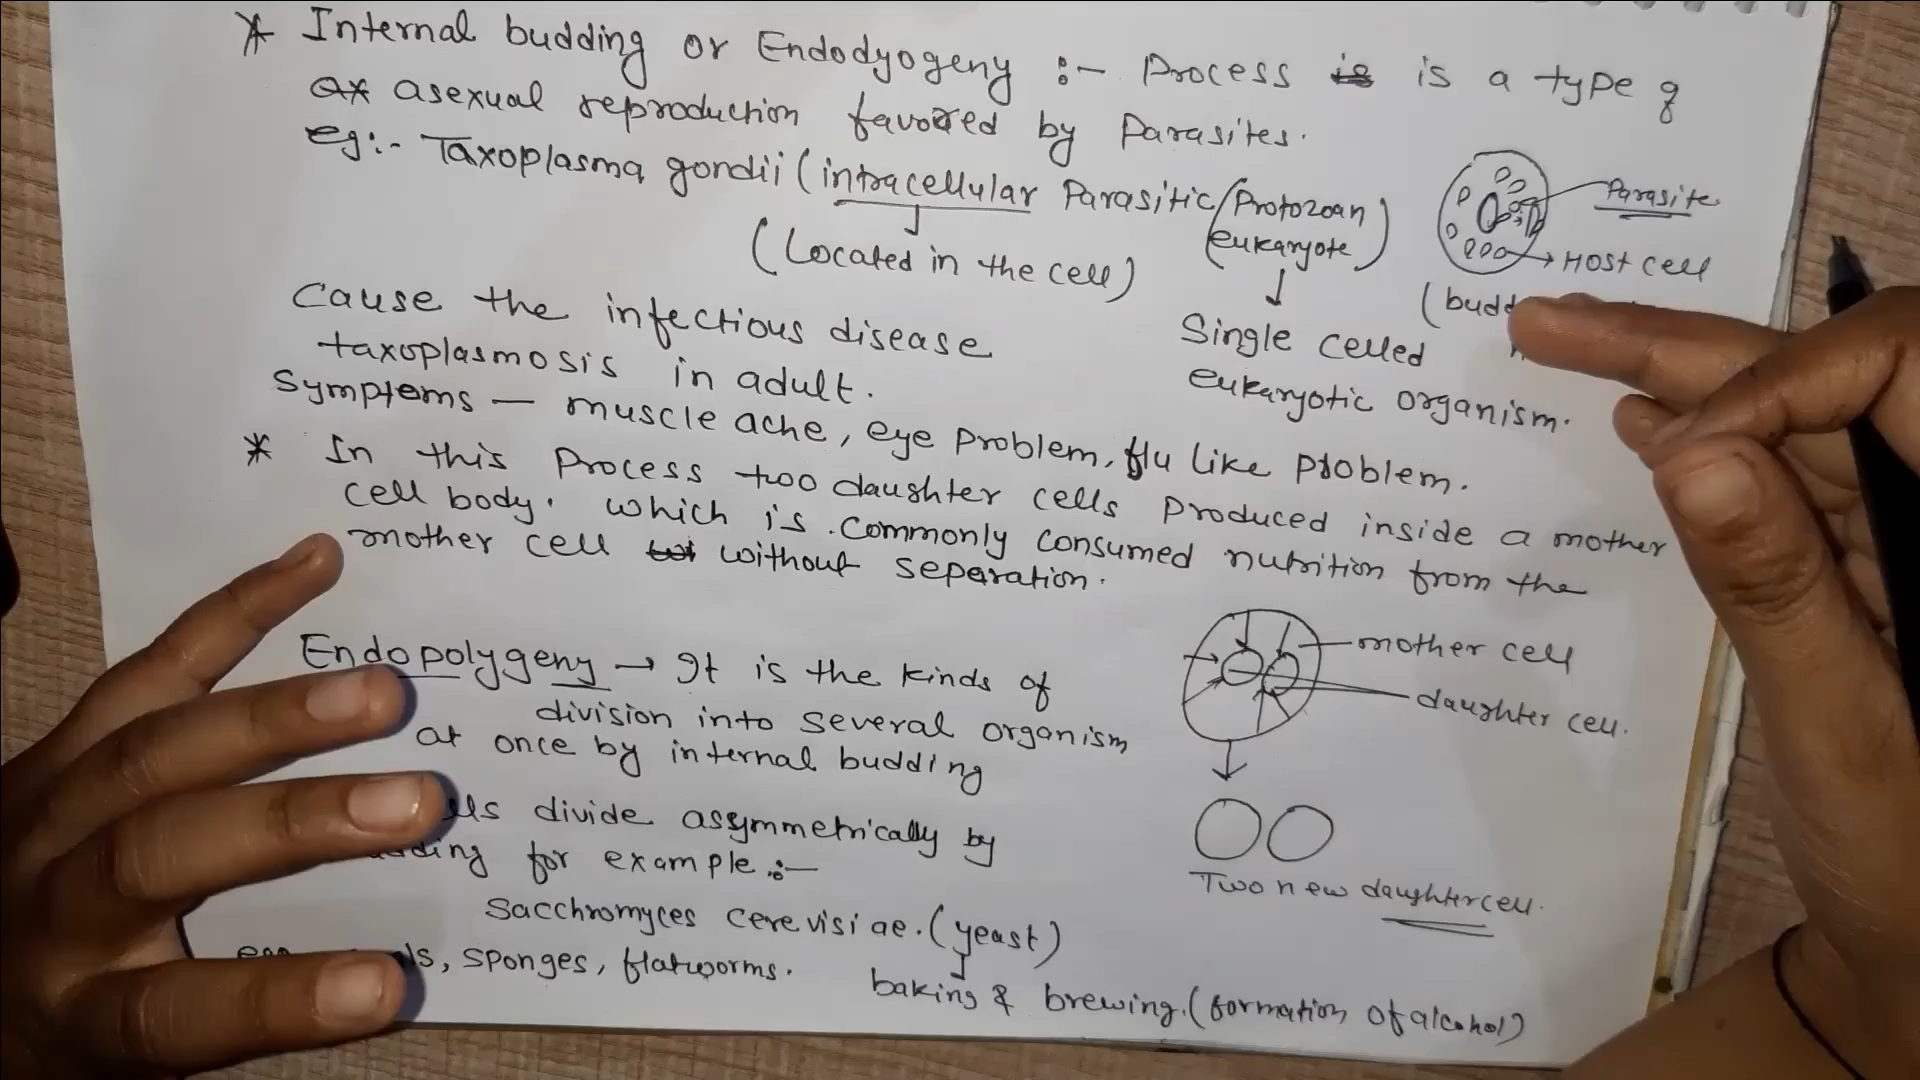 * Internal budding or Endodyogeny :- Process is is a type of
asexual reproduction favored by Parasites.
eg:- Taxoplasma gondii (intracellular Parasitic/Protozoan
eukaryote)
(Located in the cell)
Parasite
Host cell
(budd
Single celled
eukaryotic organism.
Cause the infectious disease
taxoplasmosis in adult.
Symptoms — muscle ache, eye problem, flu like problem.
* In this Process two daughter cells produced inside a mother
cell body. which is commonly consumed nutrition from the
mother cell without separation.
mother cell
daughter cell.
Two new daughter cell.
Endopolygeny → It is the kinds of
division into several organism
at once by internal budding
divide asymmetrically by
for example :-
Sacchromyces cerevisiae. (yeast)
baking & brewing. (formation of alcohol)
sponges, flatworms.